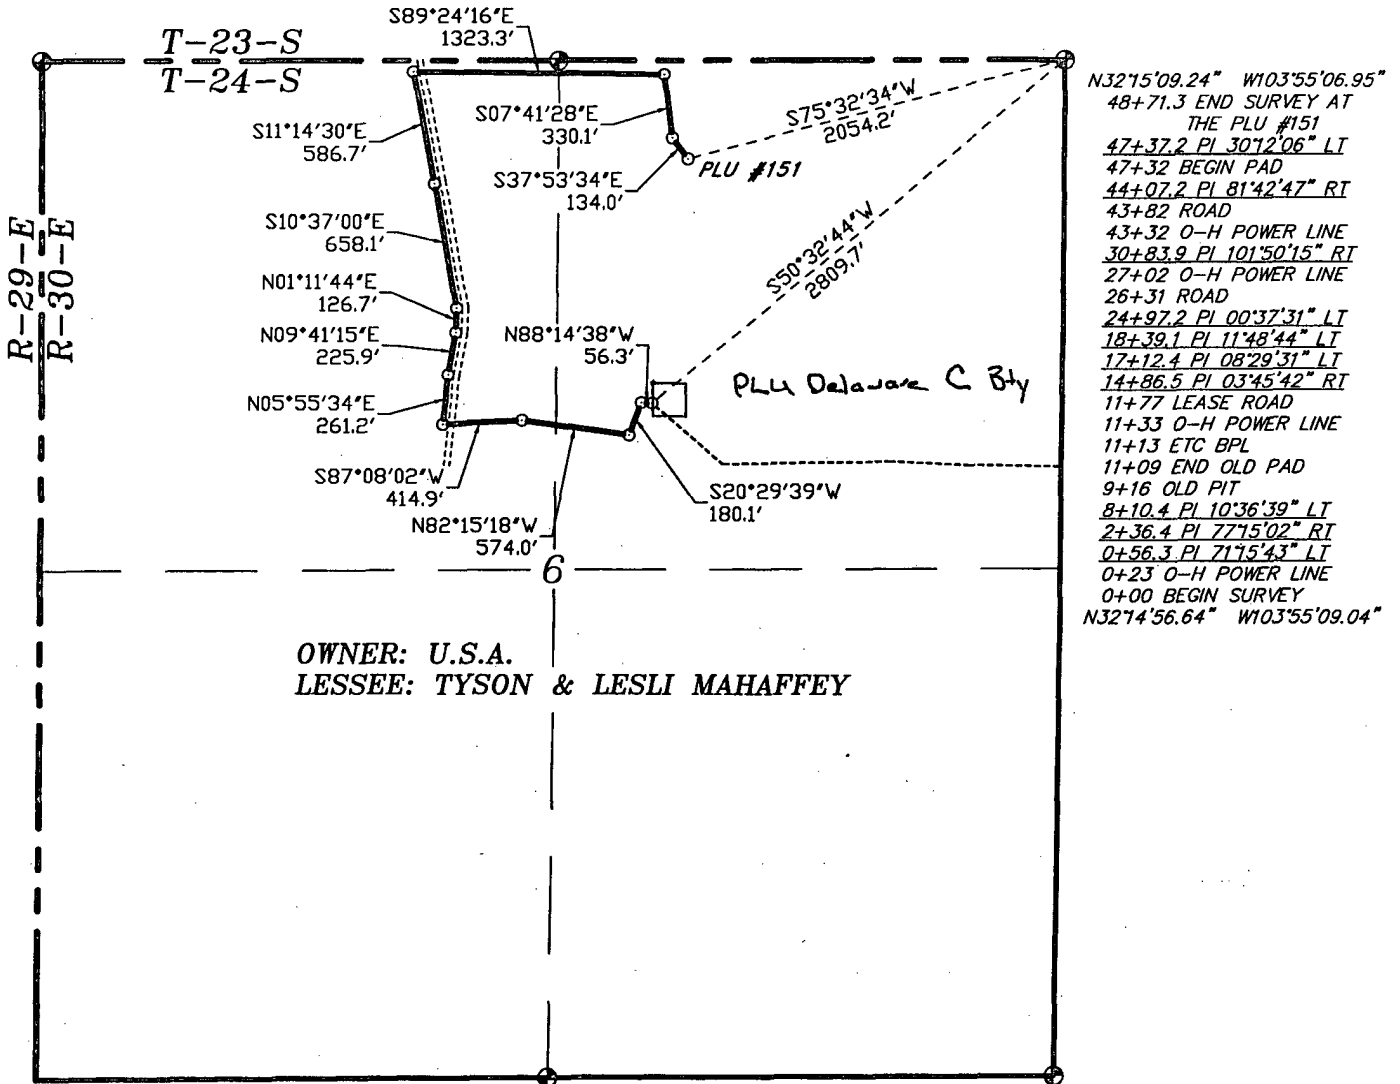 S89°24'16"E
1323.3'
T-23-S
T-24-S
R-29-E
R-30-E
S11°14'30"E
586.7'
S07°41'28"E
330.1'
S75°32'34"W
2054.2'
PLU #151
S37°53'34"E
134.0'
S10°37'00"E
658.1'
S50°32'44"W
2809.7'
N01°11'44"E
126.7'
N09°41'15"E
225.9'
N88°14'38"W
56.3'
PLU Delaware C Bty
N05°55'34"E
261.2'
S87°08'02"W
414.9'
S20°29'39"W
180.1'
N82°15'18"W
574.0'
6
OWNER: U.S.A.
LESSEE: TYSON & LESLI MAHAFFEY
N32°15'09.24" W103°55'06.95"
48+71.3 END SURVEY AT
THE PLU #151
47+37.2 PI 30°12'06" LT
47+32 BEGIN PAD
44+07.2 PI 81°42'47" RT
43+82 ROAD
43+32 O-H POWER LINE
30+83.9 PI 101°50'15" RT
27+02 O-H POWER LINE
26+31 ROAD
24+97.2 PI 00°37'31" LT
18+39.1 PI 11°48'44" LT
17+12.4 PI 08°29'31" LT
14+86.5 PI 03°45'42" RT
11+77 LEASE ROAD
11+33 O-H POWER LINE
11+13 ETC BPL
11+09 END OLD PAD
9+16 OLD PIT
8+10.4 PI 10°36'39" LT
2+36.4 PI 77°15'02" RT
0+56.3 PI 71°15'43" LT
0+23 O-H POWER LINE
0+00 BEGIN SURVEY
N32°14'56.64" W103°55'09.04"